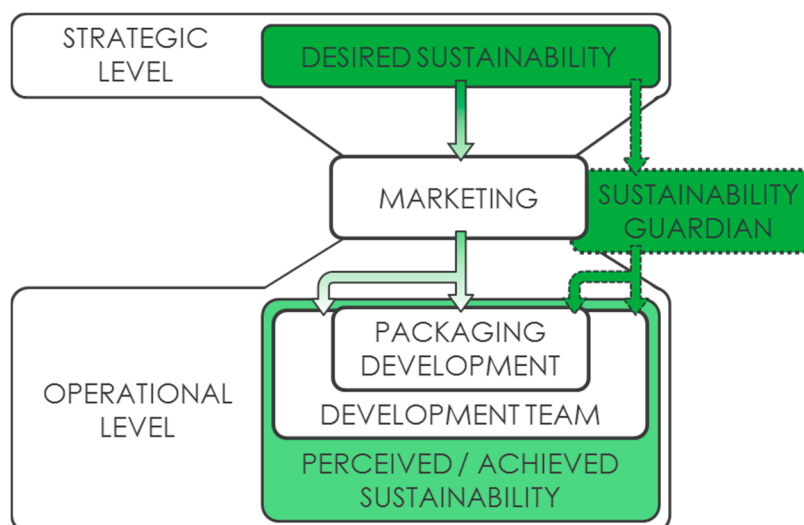 STRATEGIC
LEVEL
DESIRED SUSTAINABILITY
MARKETING
SUSTAINABILITY
GUARDIAN
OPERATIONAL
LEVEL
PACKAGING
DEVELOPMENT
DEVELOPMENT TEAM
PERCEIVED / ACHIEVED
SUSTAINABILITY